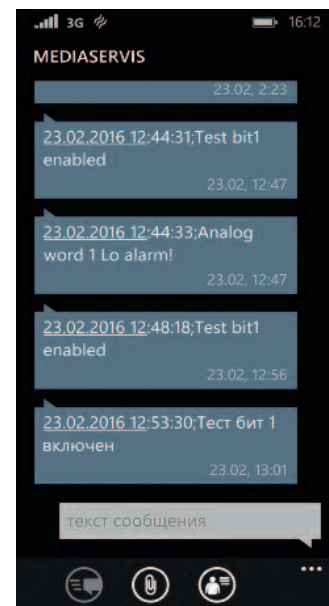 3G 16:12
MEDIASERVIS
23.02, 2:23
23.02.2016 12:44:31;Test bit1
enabled
23.02, 12:47
23.02.2016 12:44:33;Analog
word 1 Lo alarm!
23.02, 12:47
23.02.2016 12:48:18;Test bit1
enabled
23.02, 12:56
23.02.2016 12:53:30;Тест бит 1
включен
23.02, 13:01
текст сообщения